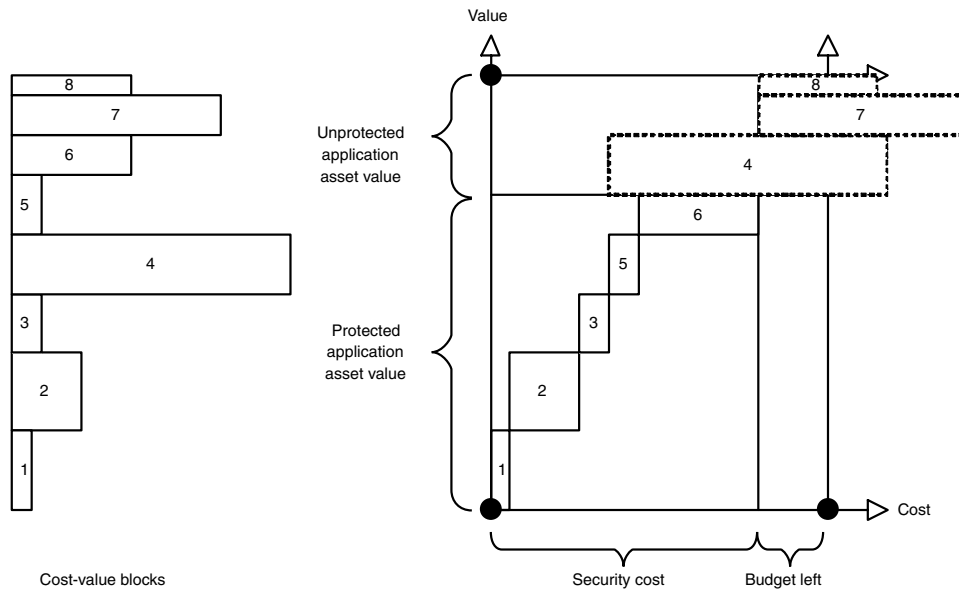 8
7
6
5
4
3
2
1
Cost-value blocks
Value
8
7
Unprotected
application
asset value
4
6
5
Protected
application
asset value
3
2
1
Cost
Security cost
Budget left